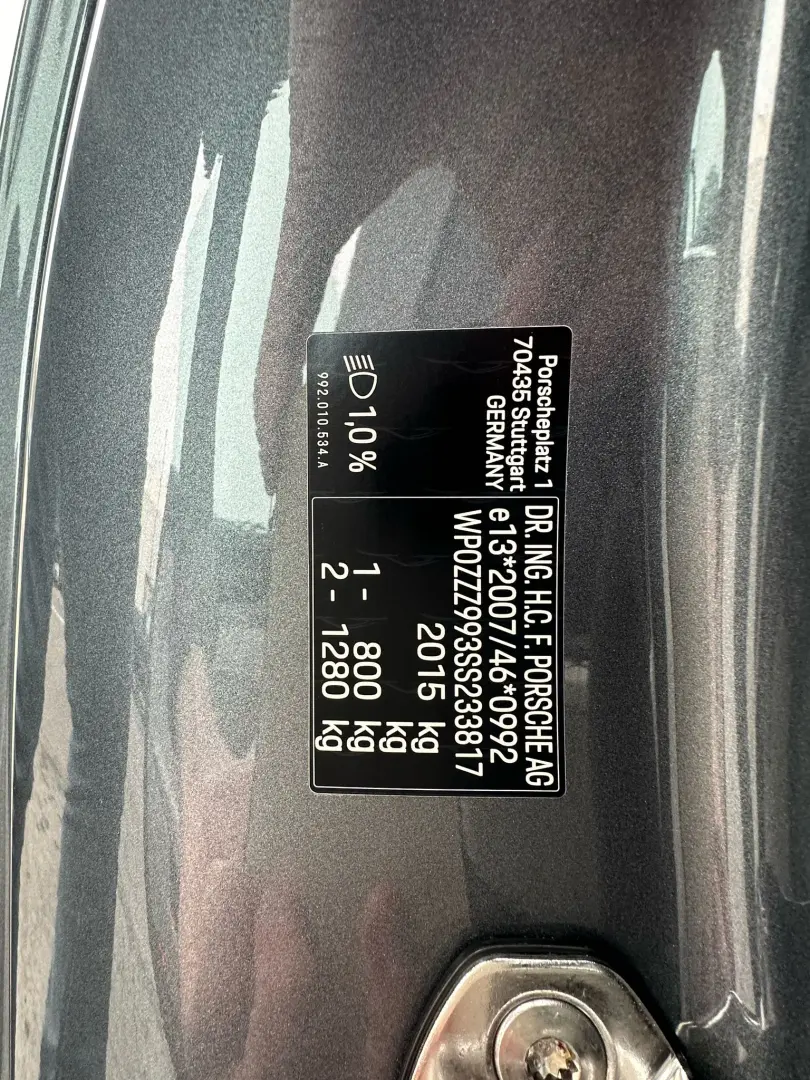 Porscheplatz 1
70435 Stuttgart
GERMANY
1,0 %
992.010.534.A
DR. ING. H.C. F. PORSCHE AG
e13*2007/46*0992
WP0ZZZ993SS233817
2015 kg
kg
1 - 800 kg
2 - 1280 kg